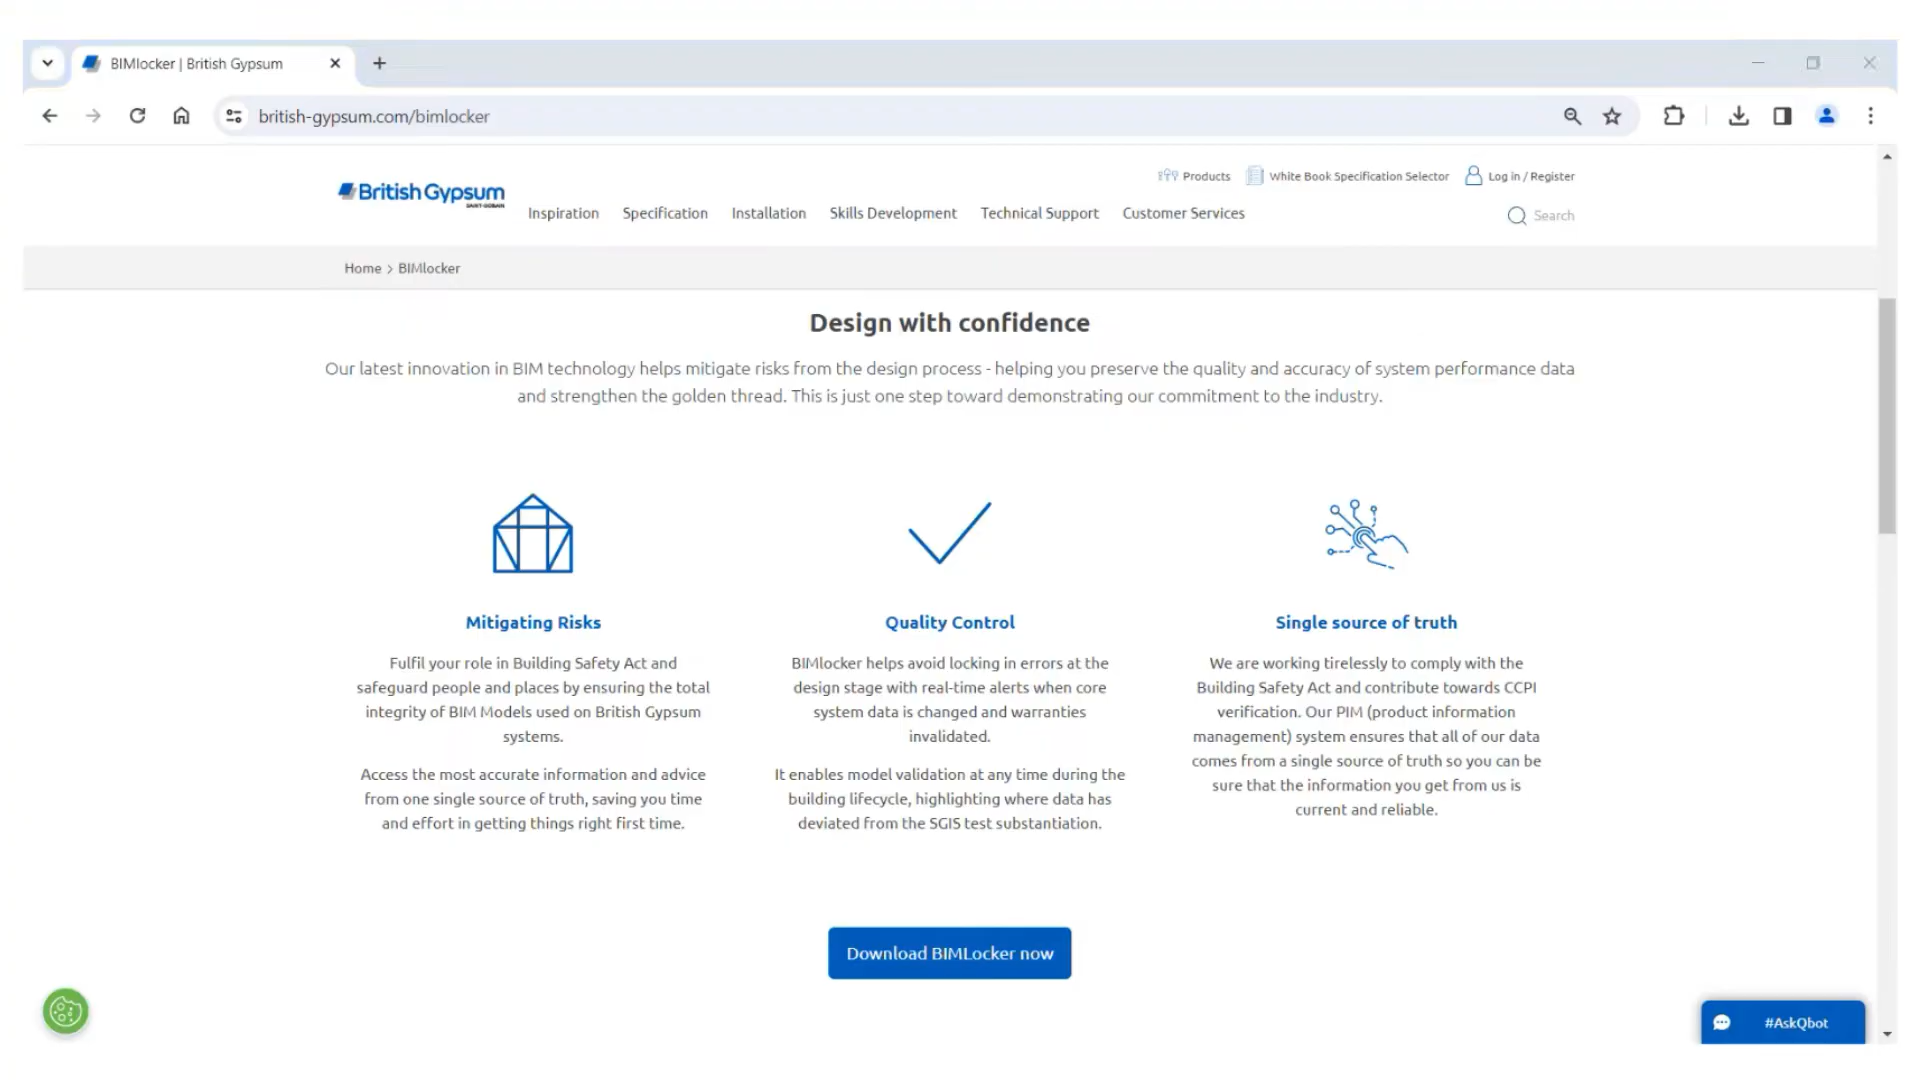 BIMlocker | British Gypsum
british-gypsum.com/bimlocker
Products
White Book Specification Selector
Log in / Register
British Gypsum
SAINT-GOBAIN
Inspiration
Specification
Installation
Skills Development
Technical Support
Customer Services
Search
Home > BIMlocker
Design with confidence
Our latest innovation in BIM technology helps mitigate risks from the design process - helping you preserve the quality and accuracy of system performance data
and strengthen the golden thread. This is just one step toward demonstrating our commitment to the industry.
Mitigating Risks
Fulfil your role in Building Safety Act and
safeguard people and places by ensuring the total
integrity of BIM Models used on British Gypsum
systems.
Access the most accurate information and advice
from one single source of truth, saving you time
and effort in getting things right first time.
Quality Control
BIMlocker helps avoid locking in errors at the
design stage with real-time alerts when core
system data is changed and warranties
invalidated.
It enables model validation at any time during the
building lifecycle, highlighting where data has
deviated from the SGIS test substantiation.
Single source of truth
We are working tirelessly to comply with the
Building Safety Act and contribute towards CCPI
verification. Our PIM (product information
management) system ensures that all of our data
comes from a single source of truth so you can be
sure that the information you get from us is
current and reliable.
Download BIMLocker now
#AskQbot